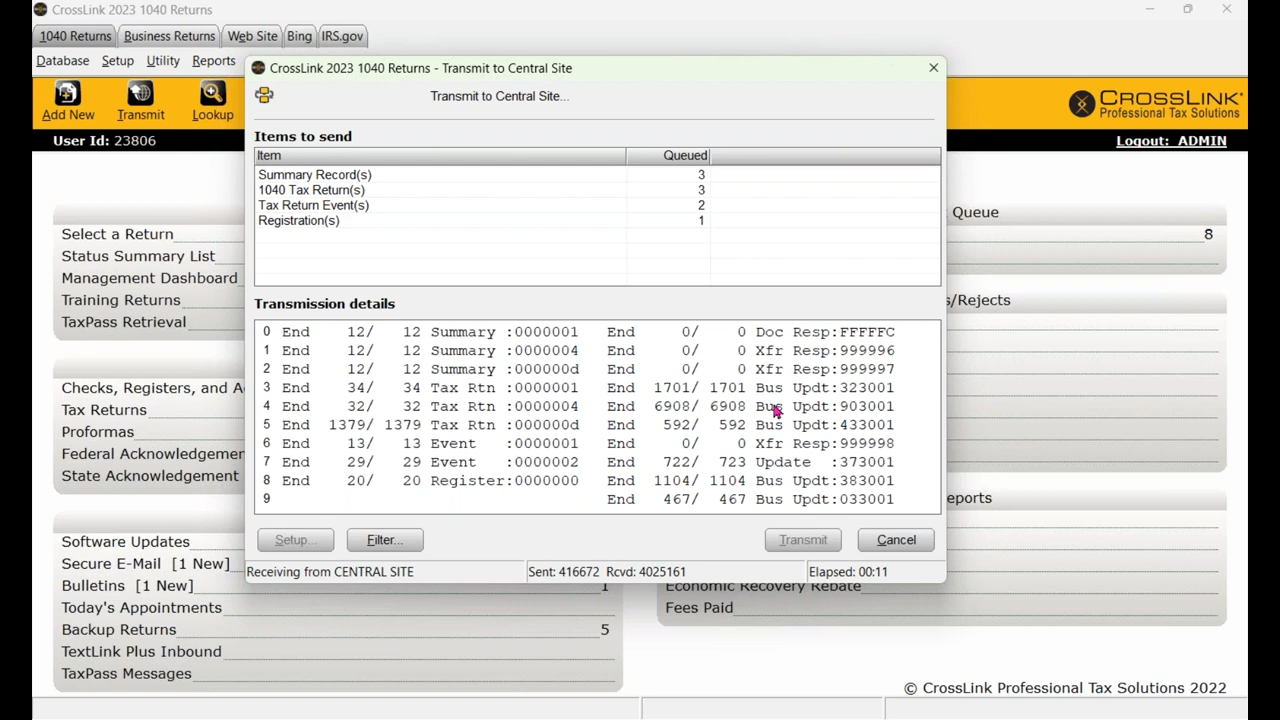 CrossLink 2023 1040 Returns
1040 Returns Business Returns Web Site Bing IRS.gov
Database Setup Utility Reports
Add New Transmit Lookup
CROSSLINK
Professional Tax Solutions
User Id: 23806
Logout: ADMIN
CrossLink 2023 1040 Returns - Transmit to Central Site
Transmit to Central Site...
Items to send
Item Queued
Summary Record(s) 3
1040 Tax Return(s) 3
Tax Return Event(s) 2
Registration(s) 1
Transmission details
0 End 12/ 12 Summary :0000001 End 0/ 0 Doc Resp:FFFFFC
1 End 12/ 12 Summary :0000004 End 0/ 0 Xfr Resp:999996
2 End 12/ 12 Summary :000000d End 0/ 0 Xfr Resp:999997
3 End 34/ 34 Tax Rtn :0000001 End 1701/ 1701 Bus Updt:323001
4 End 32/ 32 Tax Rtn :0000004 End 6908/ 6908 Bus Updt:903001
5 End 1379/ 1379 Tax Rtn :000000d End 592/ 592 Bus Updt:433001
6 End 13/ 13 Event :0000001 End 0/ 0 Xfr Resp:999998
7 End 29/ 29 Event :0000002 End 722/ 723 Update :373001
8 End 20/ 20 Register:0000000 End 1104/ 1104 Bus Updt:383001
9 End 467/ 467 Bus Updt:033001
Setup... Filter... Transmit Cancel
Receiving from CENTRAL SITE Sent: 416672 Rcvd: 4025161 Elapsed: 00:11
Select a Return
Status Summary List
Management Dashboard
Training Returns
TaxPass Retrieval
Checks, Registers, and A
Tax Returns
Proformas
Federal Acknowledgemen
State Acknowledgement
Software Updates
Secure E-Mail [1 New]
Bulletins [1 New] 1
Today's Appointments
Backup Returns 5
TextLink Plus Inbound
TaxPass Messages
Queue
8
s/Rejects
eports
Economic Recovery Rebate
Fees Paid
© CrossLink Professional Tax Solutions 2022